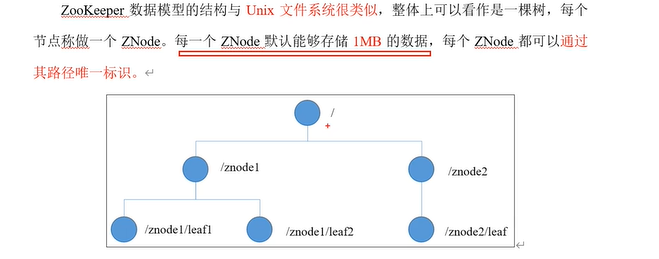 ZooKeeper 数据模型的结构与 Unix 文件系统很类似，整体上可以看作是一棵树，每个
节点称做一个 ZNode。每一个 ZNode 默认能够存储 1MB 的数据，每个 ZNode 都可以通过
其路径唯一标识。
/
/znode1
/znode2
/znode1/leaf1
/znode1/leaf2
/znode2/leaf